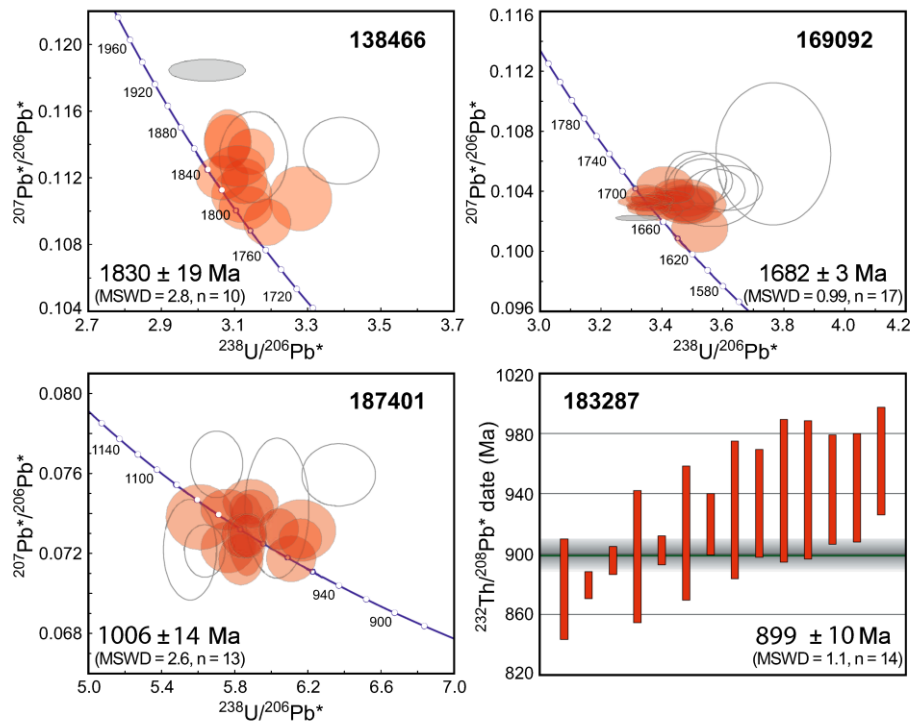 138466
0.120
0.116
0.112
0.108
0.104
207Pb*/206Pb*
1960
1920
1880
1840
1800
1760
1720
1830 ± 19 Ma
(MSWD = 2.8, n = 10)
2.7 2.9 3.1 3.3 3.5 3.7
238U/206Pb*
169092
0.116
0.112
0.108
0.104
0.100
0.096
207Pb*/206Pb*
1780
1740
1700
1660
1620
1580
1682 ± 3 Ma
(MSWD = 0.99, n = 17)
3.0 3.4 3.8 4.2
238U/206Pb*
187401
0.080
0.076
0.072
0.068
207Pb*/206Pb*
1140
1100
940
900
1006 ± 14 Ma
(MSWD = 2.6, n = 13)
5.0 5.4 5.8 6.2 6.6 7.0
238U/206Pb*
183287
1020
980
940
900
860
820
232Th/208Pb* date (Ma)
899 ± 10 Ma
(MSWD = 1.1, n = 14)